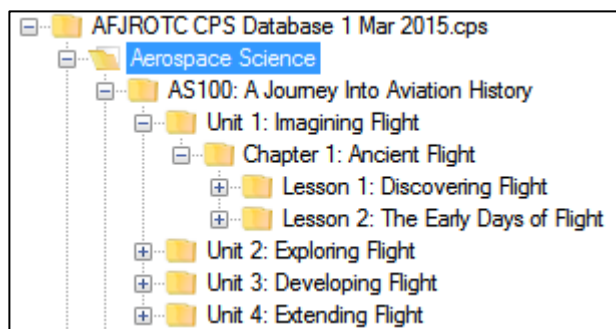 AFJROTC CPS Database 1 Mar 2015.cps
Aerospace Science
AS100: A Journey Into Aviation History
Unit 1: Imagining Flight
Chapter 1: Ancient Flight
Lesson 1: Discovering Flight
Lesson 2: The Early Days of Flight
Unit 2: Exploring Flight
Unit 3: Developing Flight
Unit 4: Extending Flight